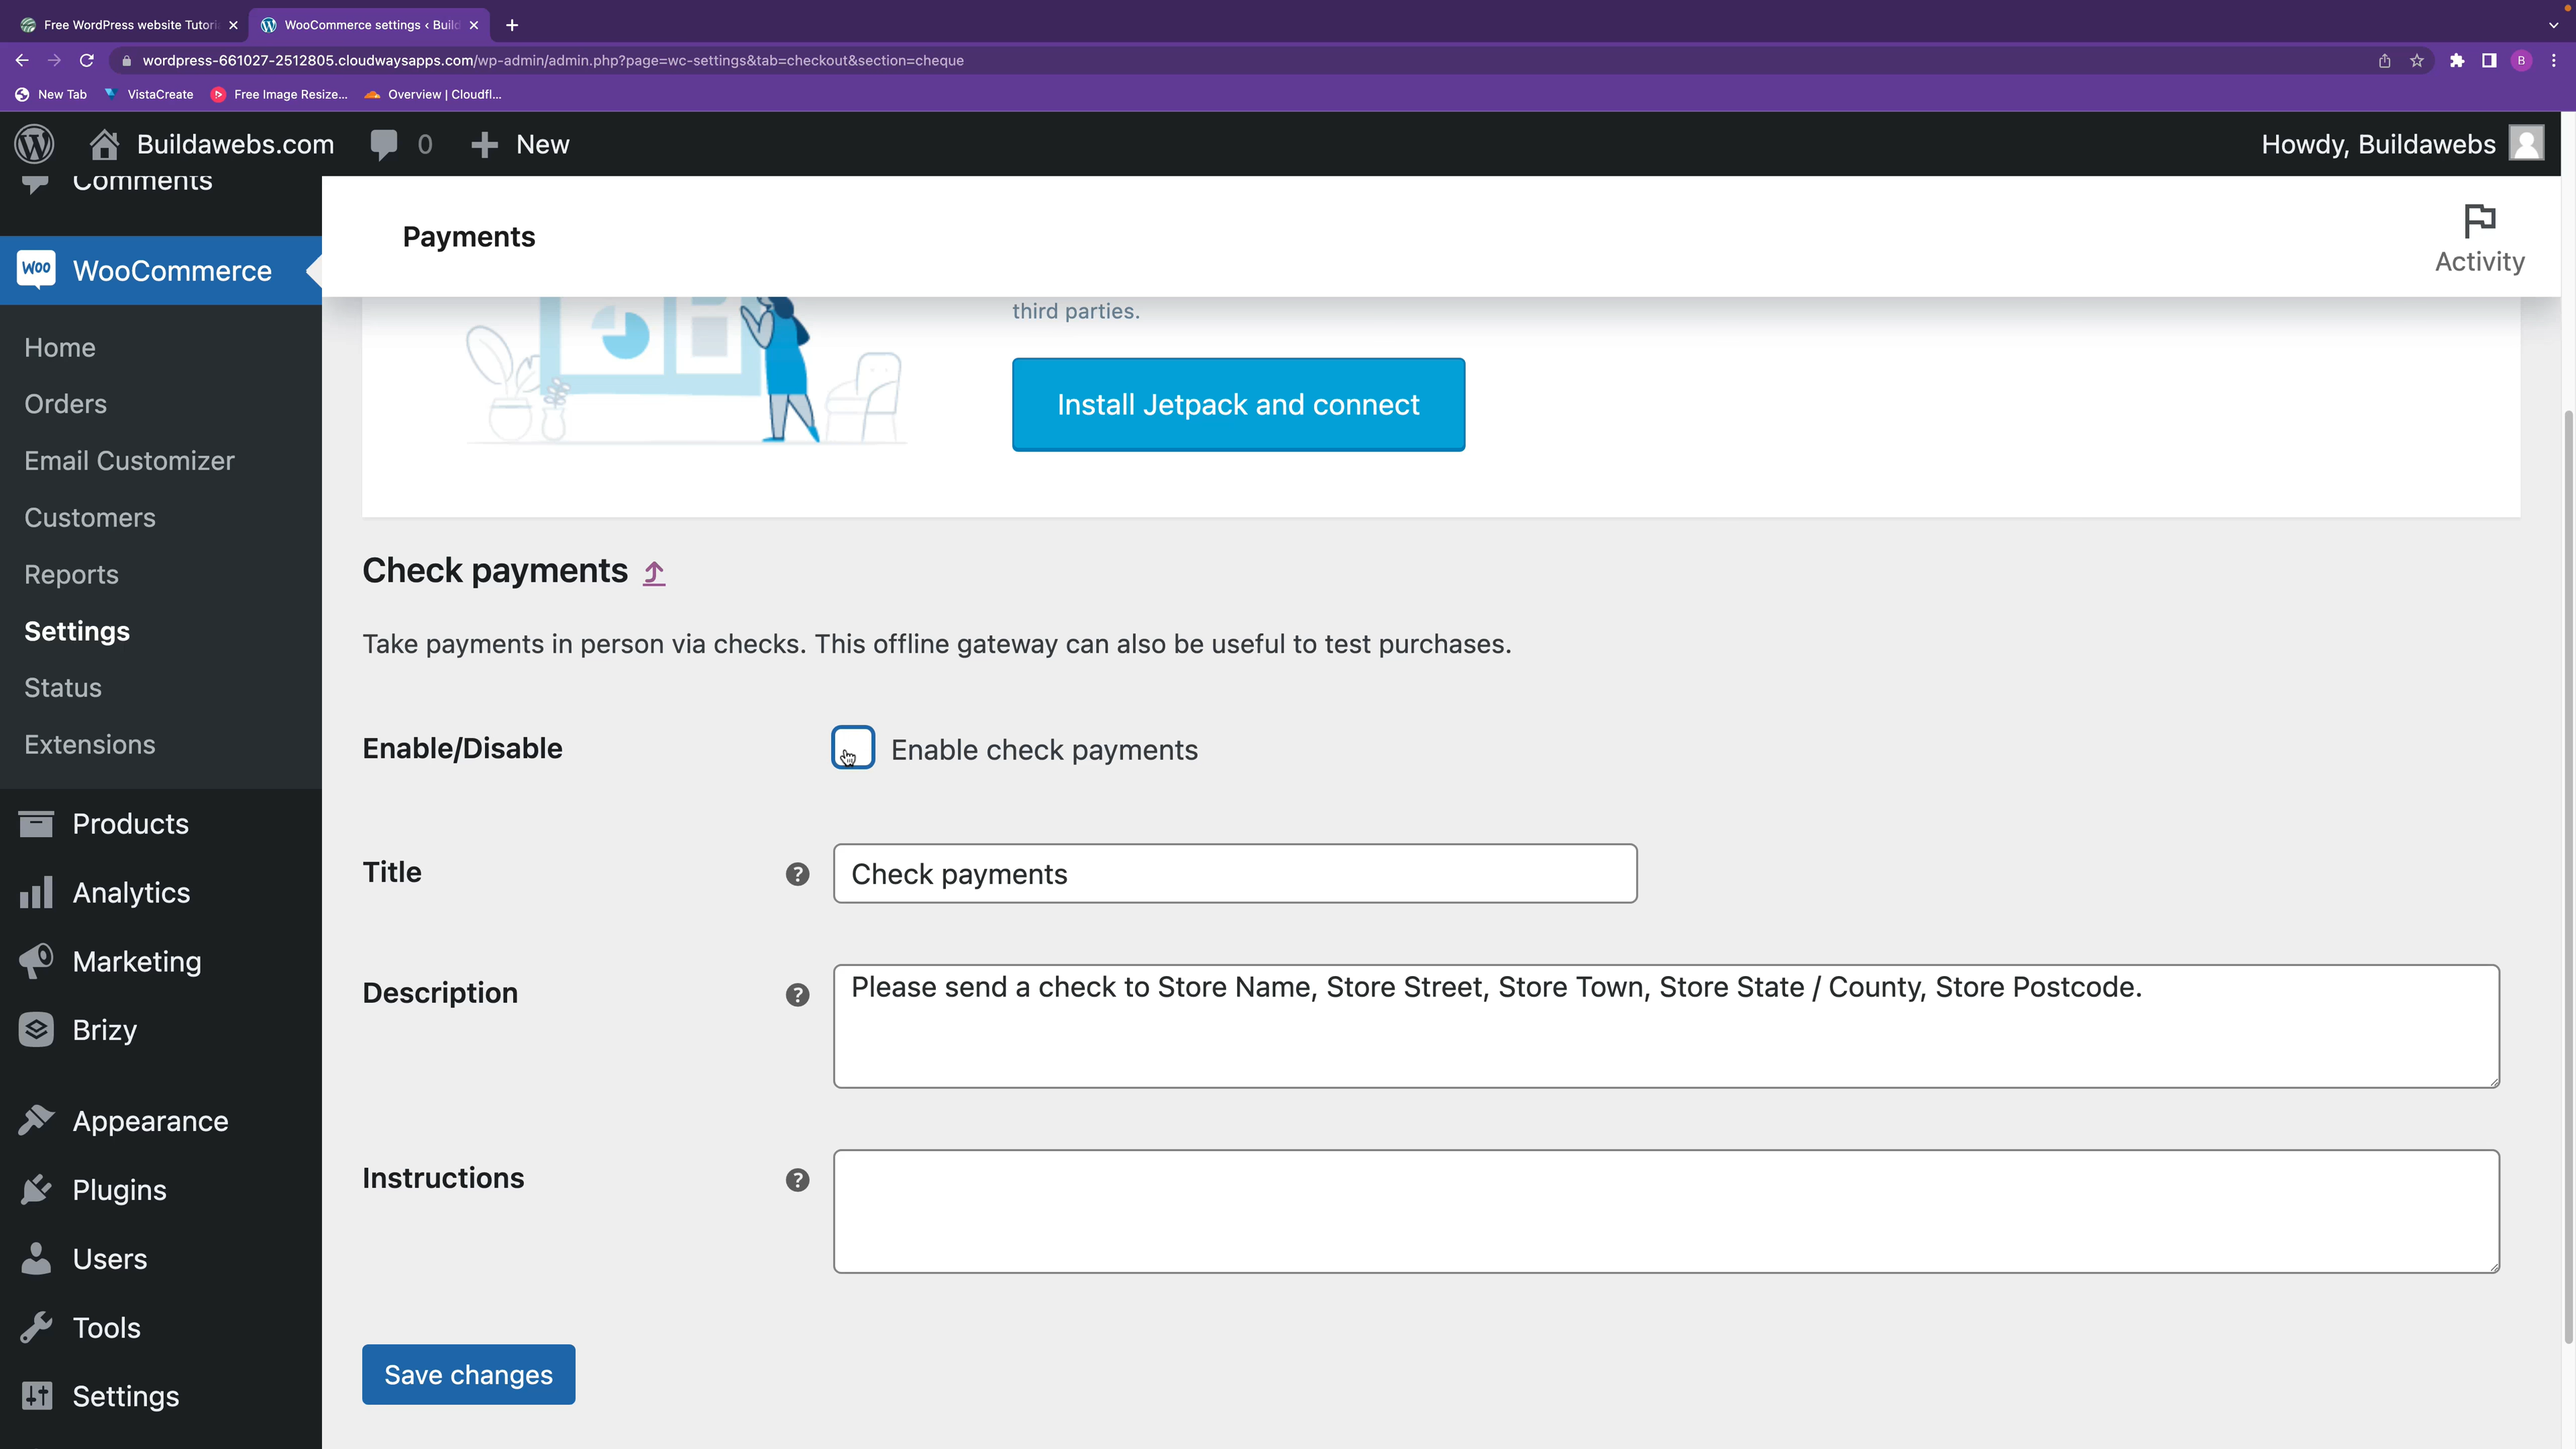 Free WordPress website Tutori
WooCommerce settings ‹ Build
wordpress-661027-2512805.cloudwaysapps.com/wp-admin/admin.php?page=wc-settings&tab=checkout&section=cheque
B
New Tab
VistaCreate
Free Image Resize...
Overview | Cloudfl...
Buildawebs.com
0
New
Howdy, Buildawebs
Comments
Woo
WooCommerce
Home
Orders
Email Customizer
Customers
Reports
Settings
Status
Extensions
Products
Analytics
Marketing
Brizy
Appearance
Plugins
Users
Tools
Settings
Payments
Activity
third parties.
Install Jetpack and connect
Check payments
Take payments in person via checks. This offline gateway can also be useful to test purchases.
Enable/Disable
Enable check payments
Title
?
Check payments
Description
?
Please send a check to Store Name, Store Street, Store Town, Store State / County, Store Postcode.
Instructions
?
Save changes